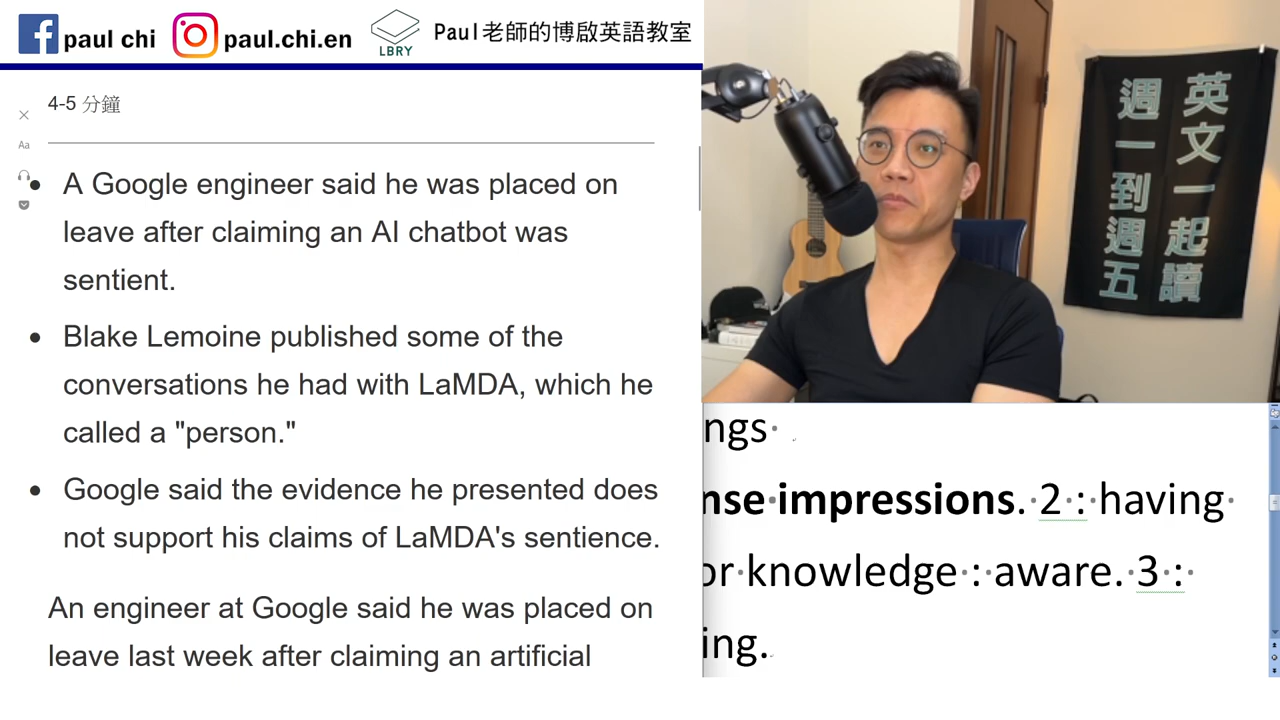 paul chi
paul.chi.en
LBRY
Paul老師的博啟英語教室
4-5 分鐘
Aa
A Google engineer said he was placed on
leave after claiming an AI chatbot was
sentient.
Blake Lemoine published some of the
conversations he had with LaMDA, which he
called a "person."
Google said the evidence he presented does
not support his claims of LaMDA's sentience.
An engineer at Google said he was placed on
leave last week after claiming an artificial
英文一起讀
週一到週五
ngs
nse impressions. 2 : having
or knowledge : aware. 3 :
ing.